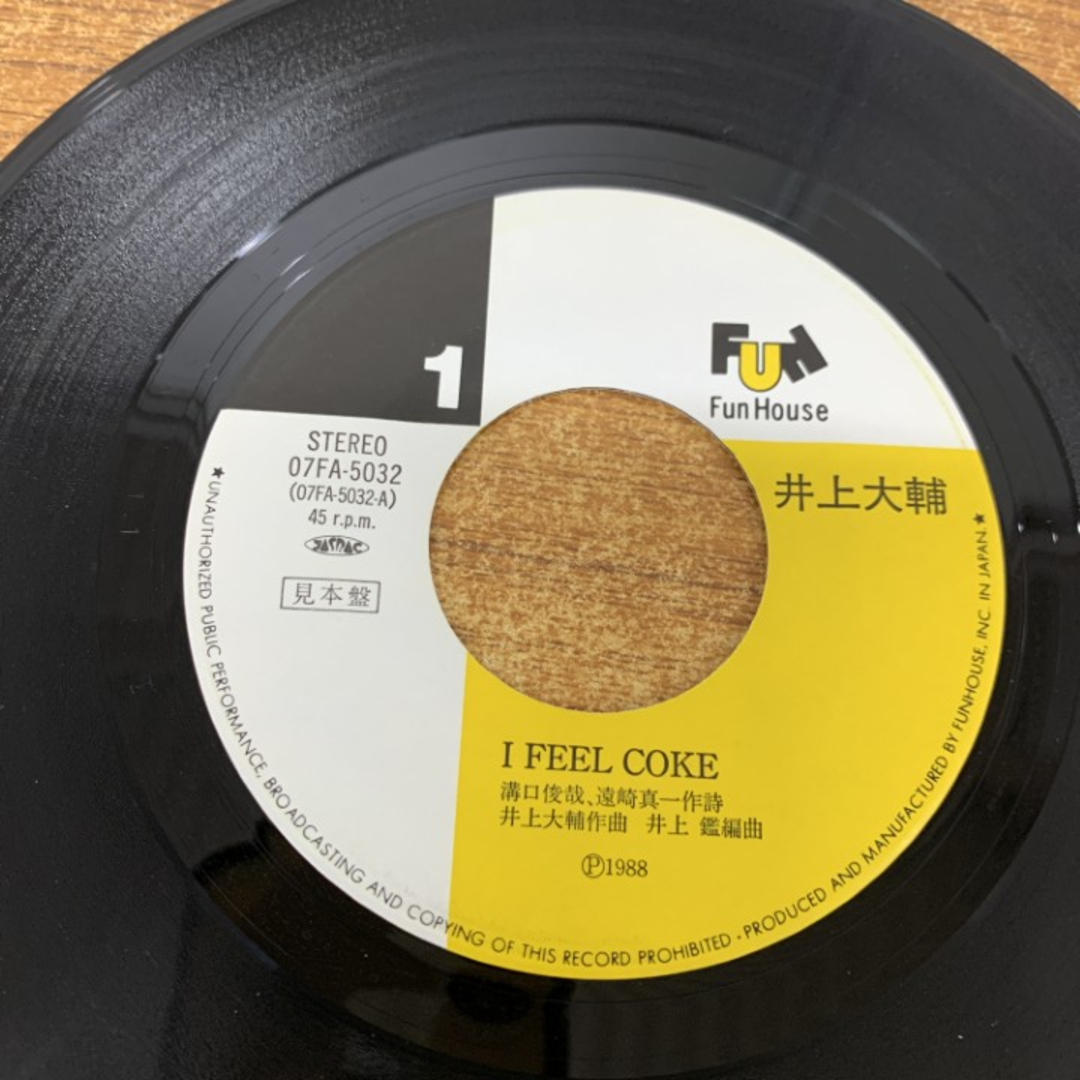 1
Fun
Fun House
STEREO
07FA-5032
(07FA-5032-A)
45 r.p.m.
JASRAC
見本盤
井上大輔
I FEEL COKE
溝口俊哉、遠崎真一作詩
井上大輔作曲 井上 鑑編曲
Ⓟ1988
★UNAUTHORIZED PUBLIC PERFORMANCE, BROADCASTING AND COPYING OF THIS RECORD PROHIBITED・PRODUCED AND MANUFACTURED BY FUNHOUSE, INC. IN JAPAN.★